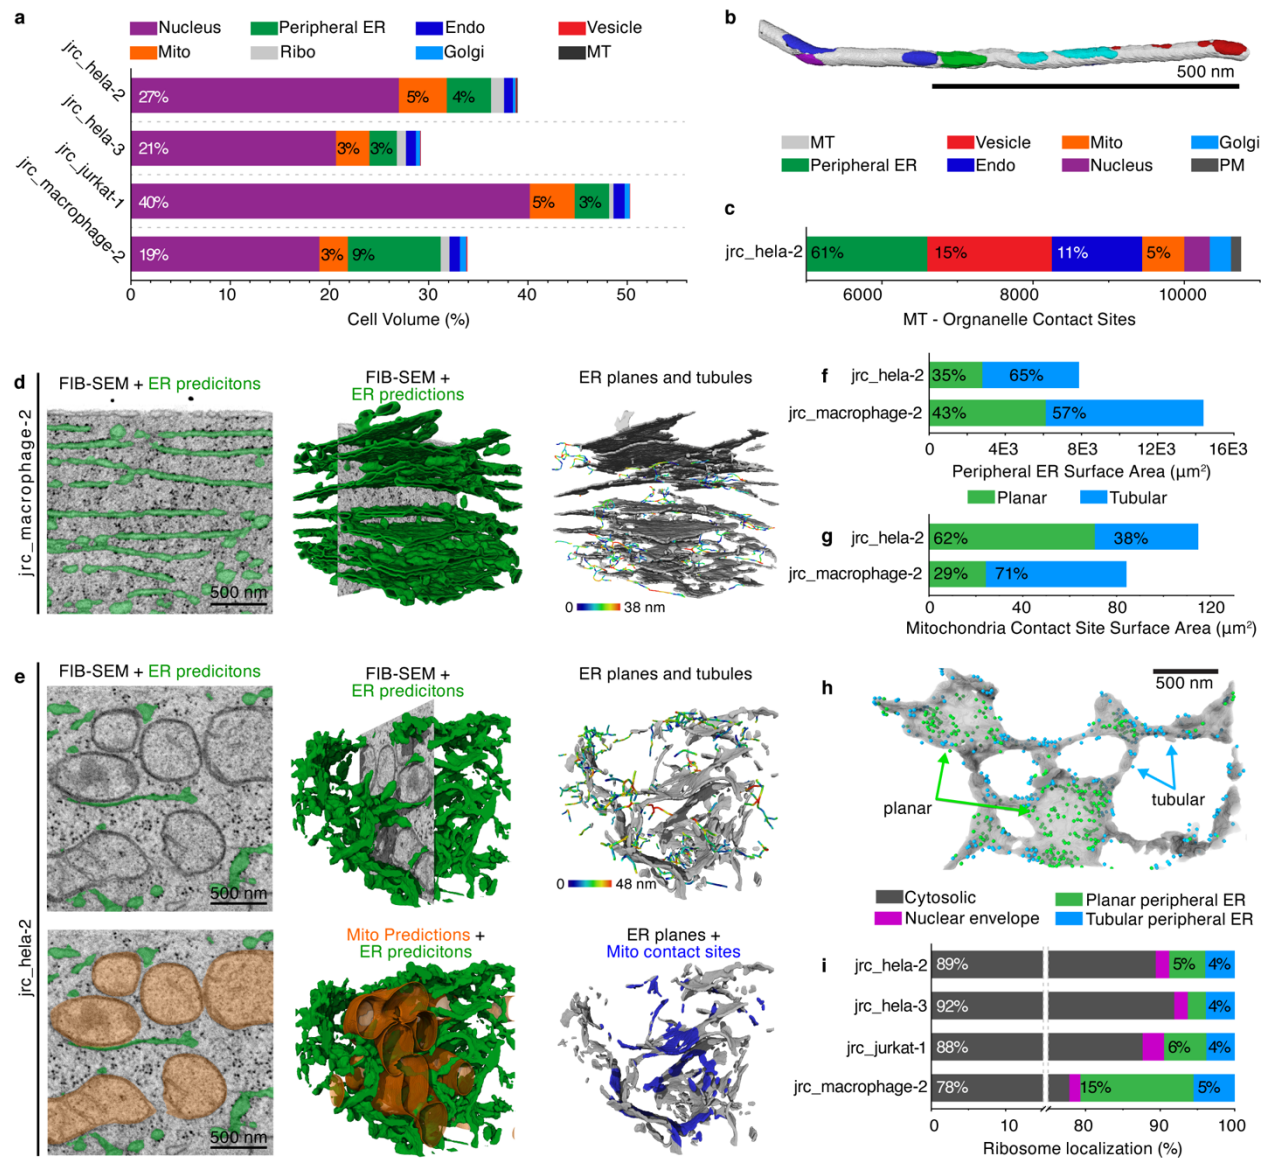 a
Nucleus Peripheral ER Endo Vesicle
Mito Ribo Golgi MT
jrc_hela-2
27% 5% 4%
jrc_hela-3
21% 3% 3%
jrc_jurkat-1
40% 5% 3%
jrc_macrophage-2
19% 3% 9%
0 10 20 30 40 50
Cell Volume (%)
b
500 nm
MT Vesicle Mito Golgi
Peripheral ER Endo Nucleus PM
c
jrc_hela-2 61% 15% 11% 5%
6000 8000 10000
MT - Orgnanelle Contact Sites
d
jrc_macrophage-2
FIB-SEM + ER predicitons
500 nm
FIB-SEM +
ER predictions
ER planes and tubules
0 38 nm
f
jrc_hela-2 35% 65%
jrc_macrophage-2 43% 57%
0 4E3 8E3 12E3 16E3
Peripheral ER Surface Area (µm²)
Planar Tubular
g
jrc_hela-2 62% 38%
jrc_macrophage-2 29% 71%
0 40 80 120
Mitochondria Contact Site Surface Area (µm²)
e
jrc_hela-2
FIB-SEM + ER predicitons
500 nm
FIB-SEM +
ER predicitons
ER planes and tubules
0 48 nm
500 nm
Mito Predictions +
ER predicitons
ER planes +
Mito contact sites
h
500 nm
planar
tubular
Cytosolic Planar peripheral ER
Nuclear envelope Tubular peripheral ER
i
jrc_hela-2 89% 5% 4%
jrc_hela-3 92% 4%
jrc_jurkat-1 88% 6% 4%
jrc_macrophage-2 78% 15% 5%
0 10 80 90 100
Ribosome localization (%)